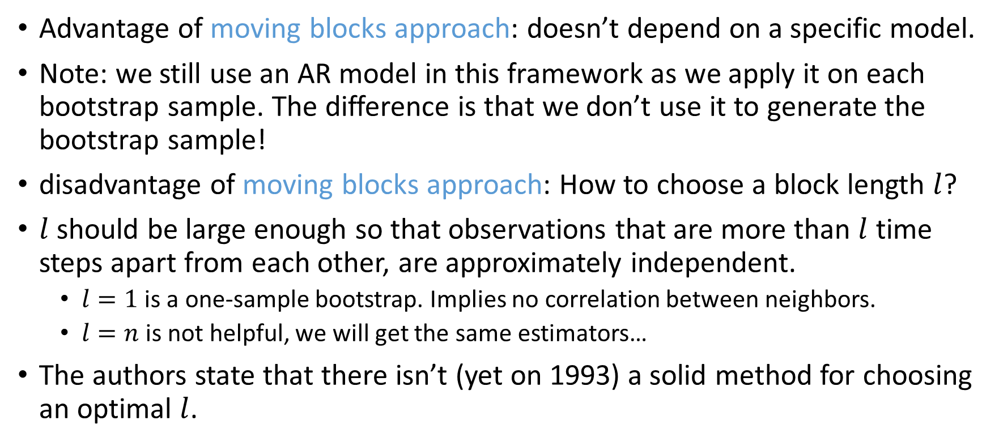 • Advantage of moving blocks approach: doesn’t depend on a specific model.
• Note: we still use an AR model in this framework as we apply it on each
bootstrap sample. The difference is that we don’t use it to generate the
bootstrap sample!
• disadvantage of moving blocks approach: How to choose a block length 𝑙?
• 𝑙 should be large enough so that observations that are more than 𝑙 time
steps apart from each other, are approximately independent.
• 𝑙 = 1 is a one-sample bootstrap. Implies no correlation between neighbors.
• 𝑙 = 𝑛 is not helpful, we will get the same estimators…
• The authors state that there isn’t (yet on 1993) a solid method for choosing
an optimal 𝑙.